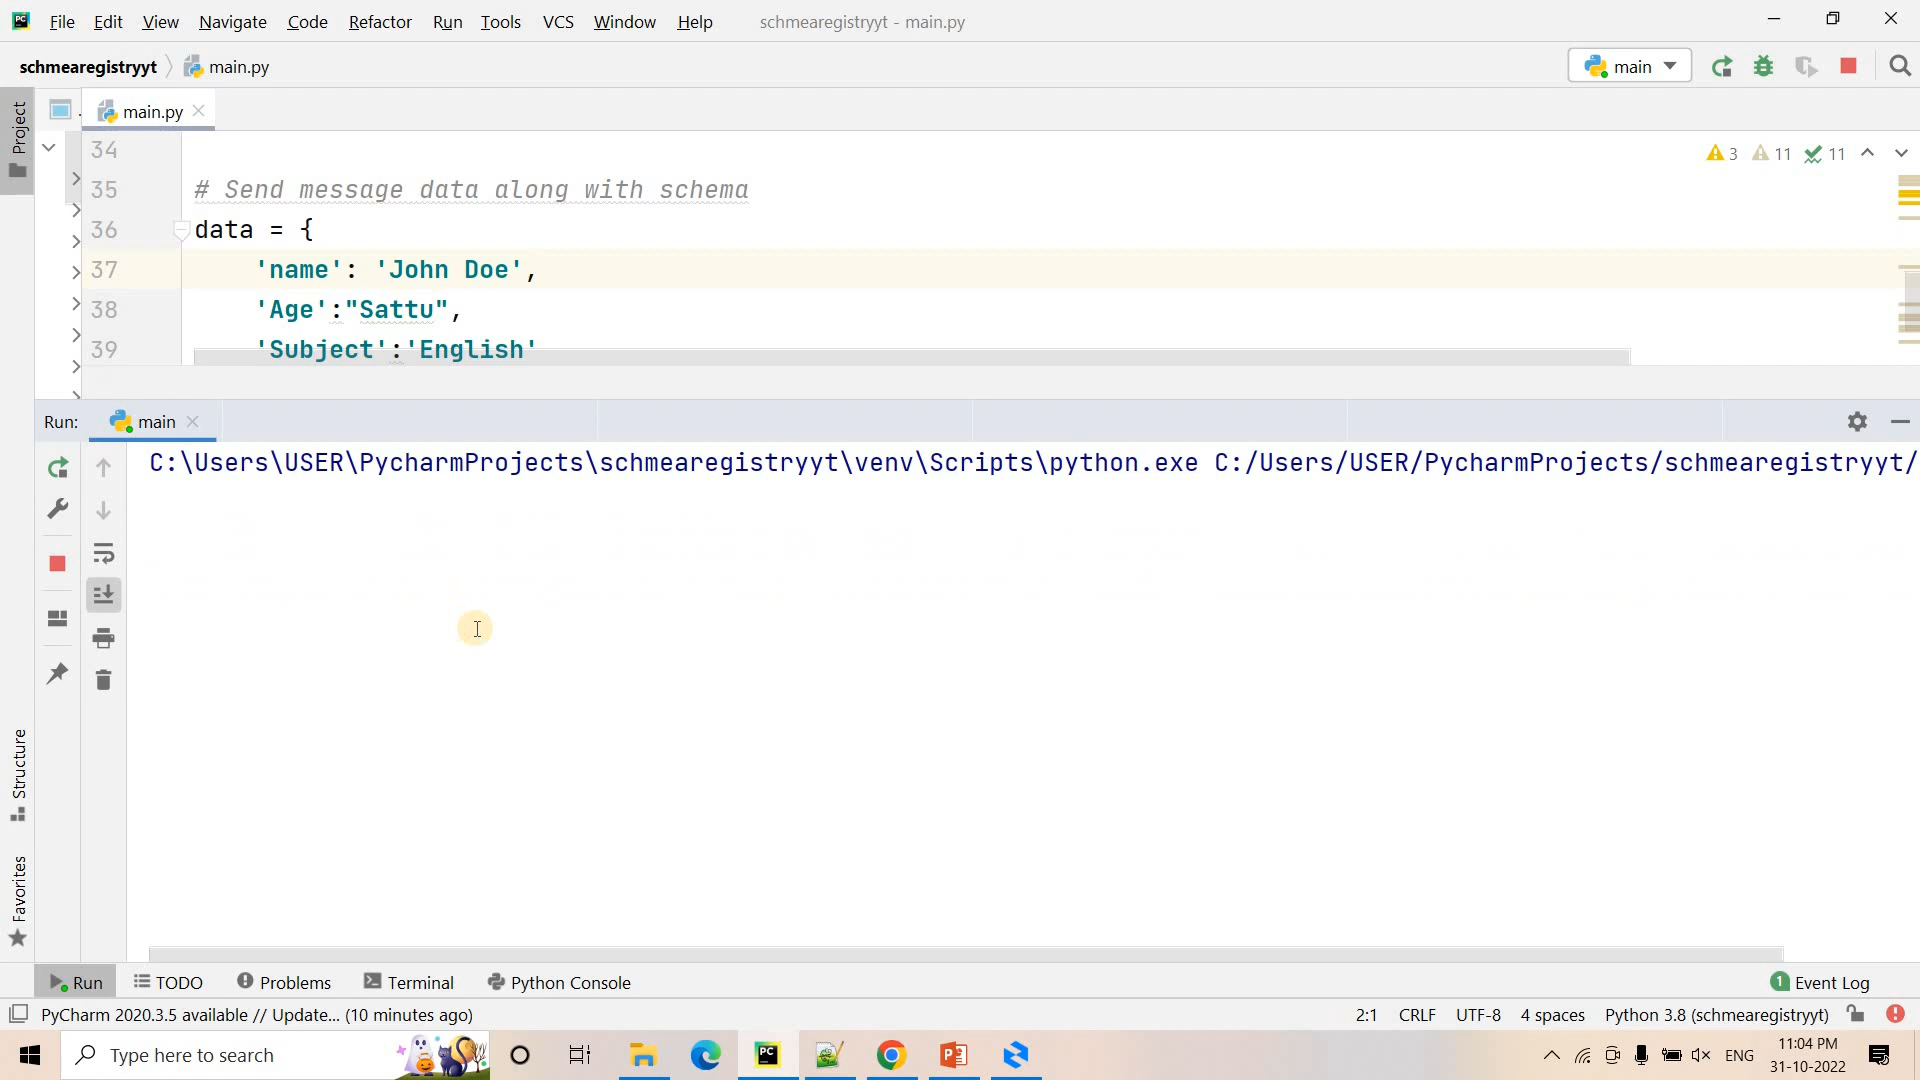 File Edit View Navigate Code Refactor Run Tools VCS Window Help schmearegistryyt - main.py
schmearegistryyt main.py main
Project
main.py
34
3 11 11
35 # Send message data along with schema
36 data = {
37 'name': 'John Doe',
38 'Age':"Sattu",
39 'Subject':'English'
Run: main
C:\Users\USER\PycharmProjects\schmearegistryyt\venv\Scripts\python.exe C:/Users/USER/PycharmProjects/schmearegistryyt/
Structure
Favorites
Run TODO Problems Terminal Python Console 1 Event Log
PyCharm 2020.3.5 available // Update... (10 minutes ago) 2:1 CRLF UTF-8 4 spaces Python 3.8 (schmearegistryyt)
Type here to search ENG 11:04 PM
31-10-2022